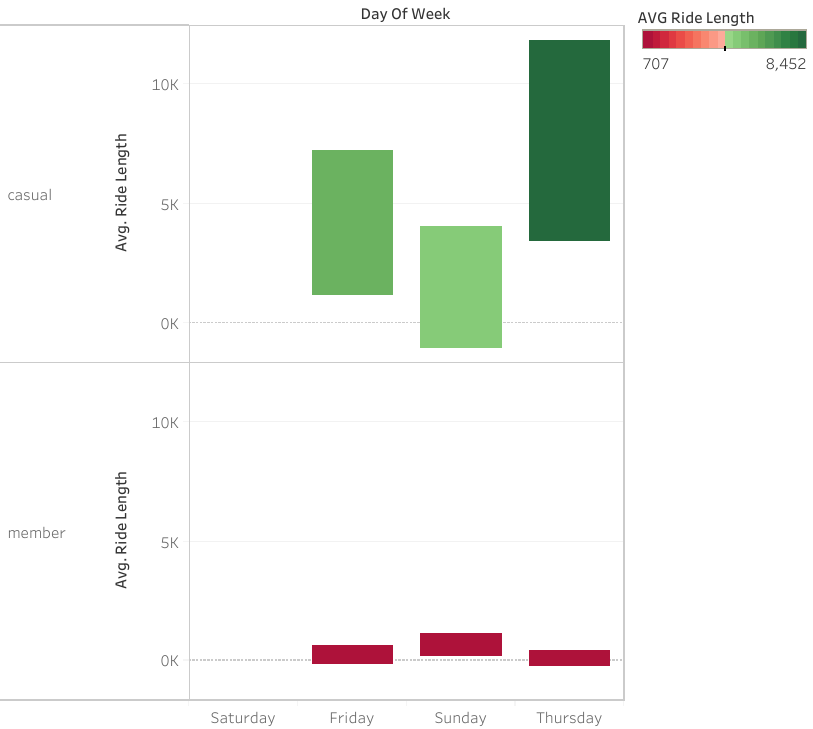 Day Of Week
AVG Ride Length
707 8,452
casual
Avg. Ride Length
10K
5K
0K
member
Avg. Ride Length
10K
5K
0K
Saturday Friday Sunday Thursday